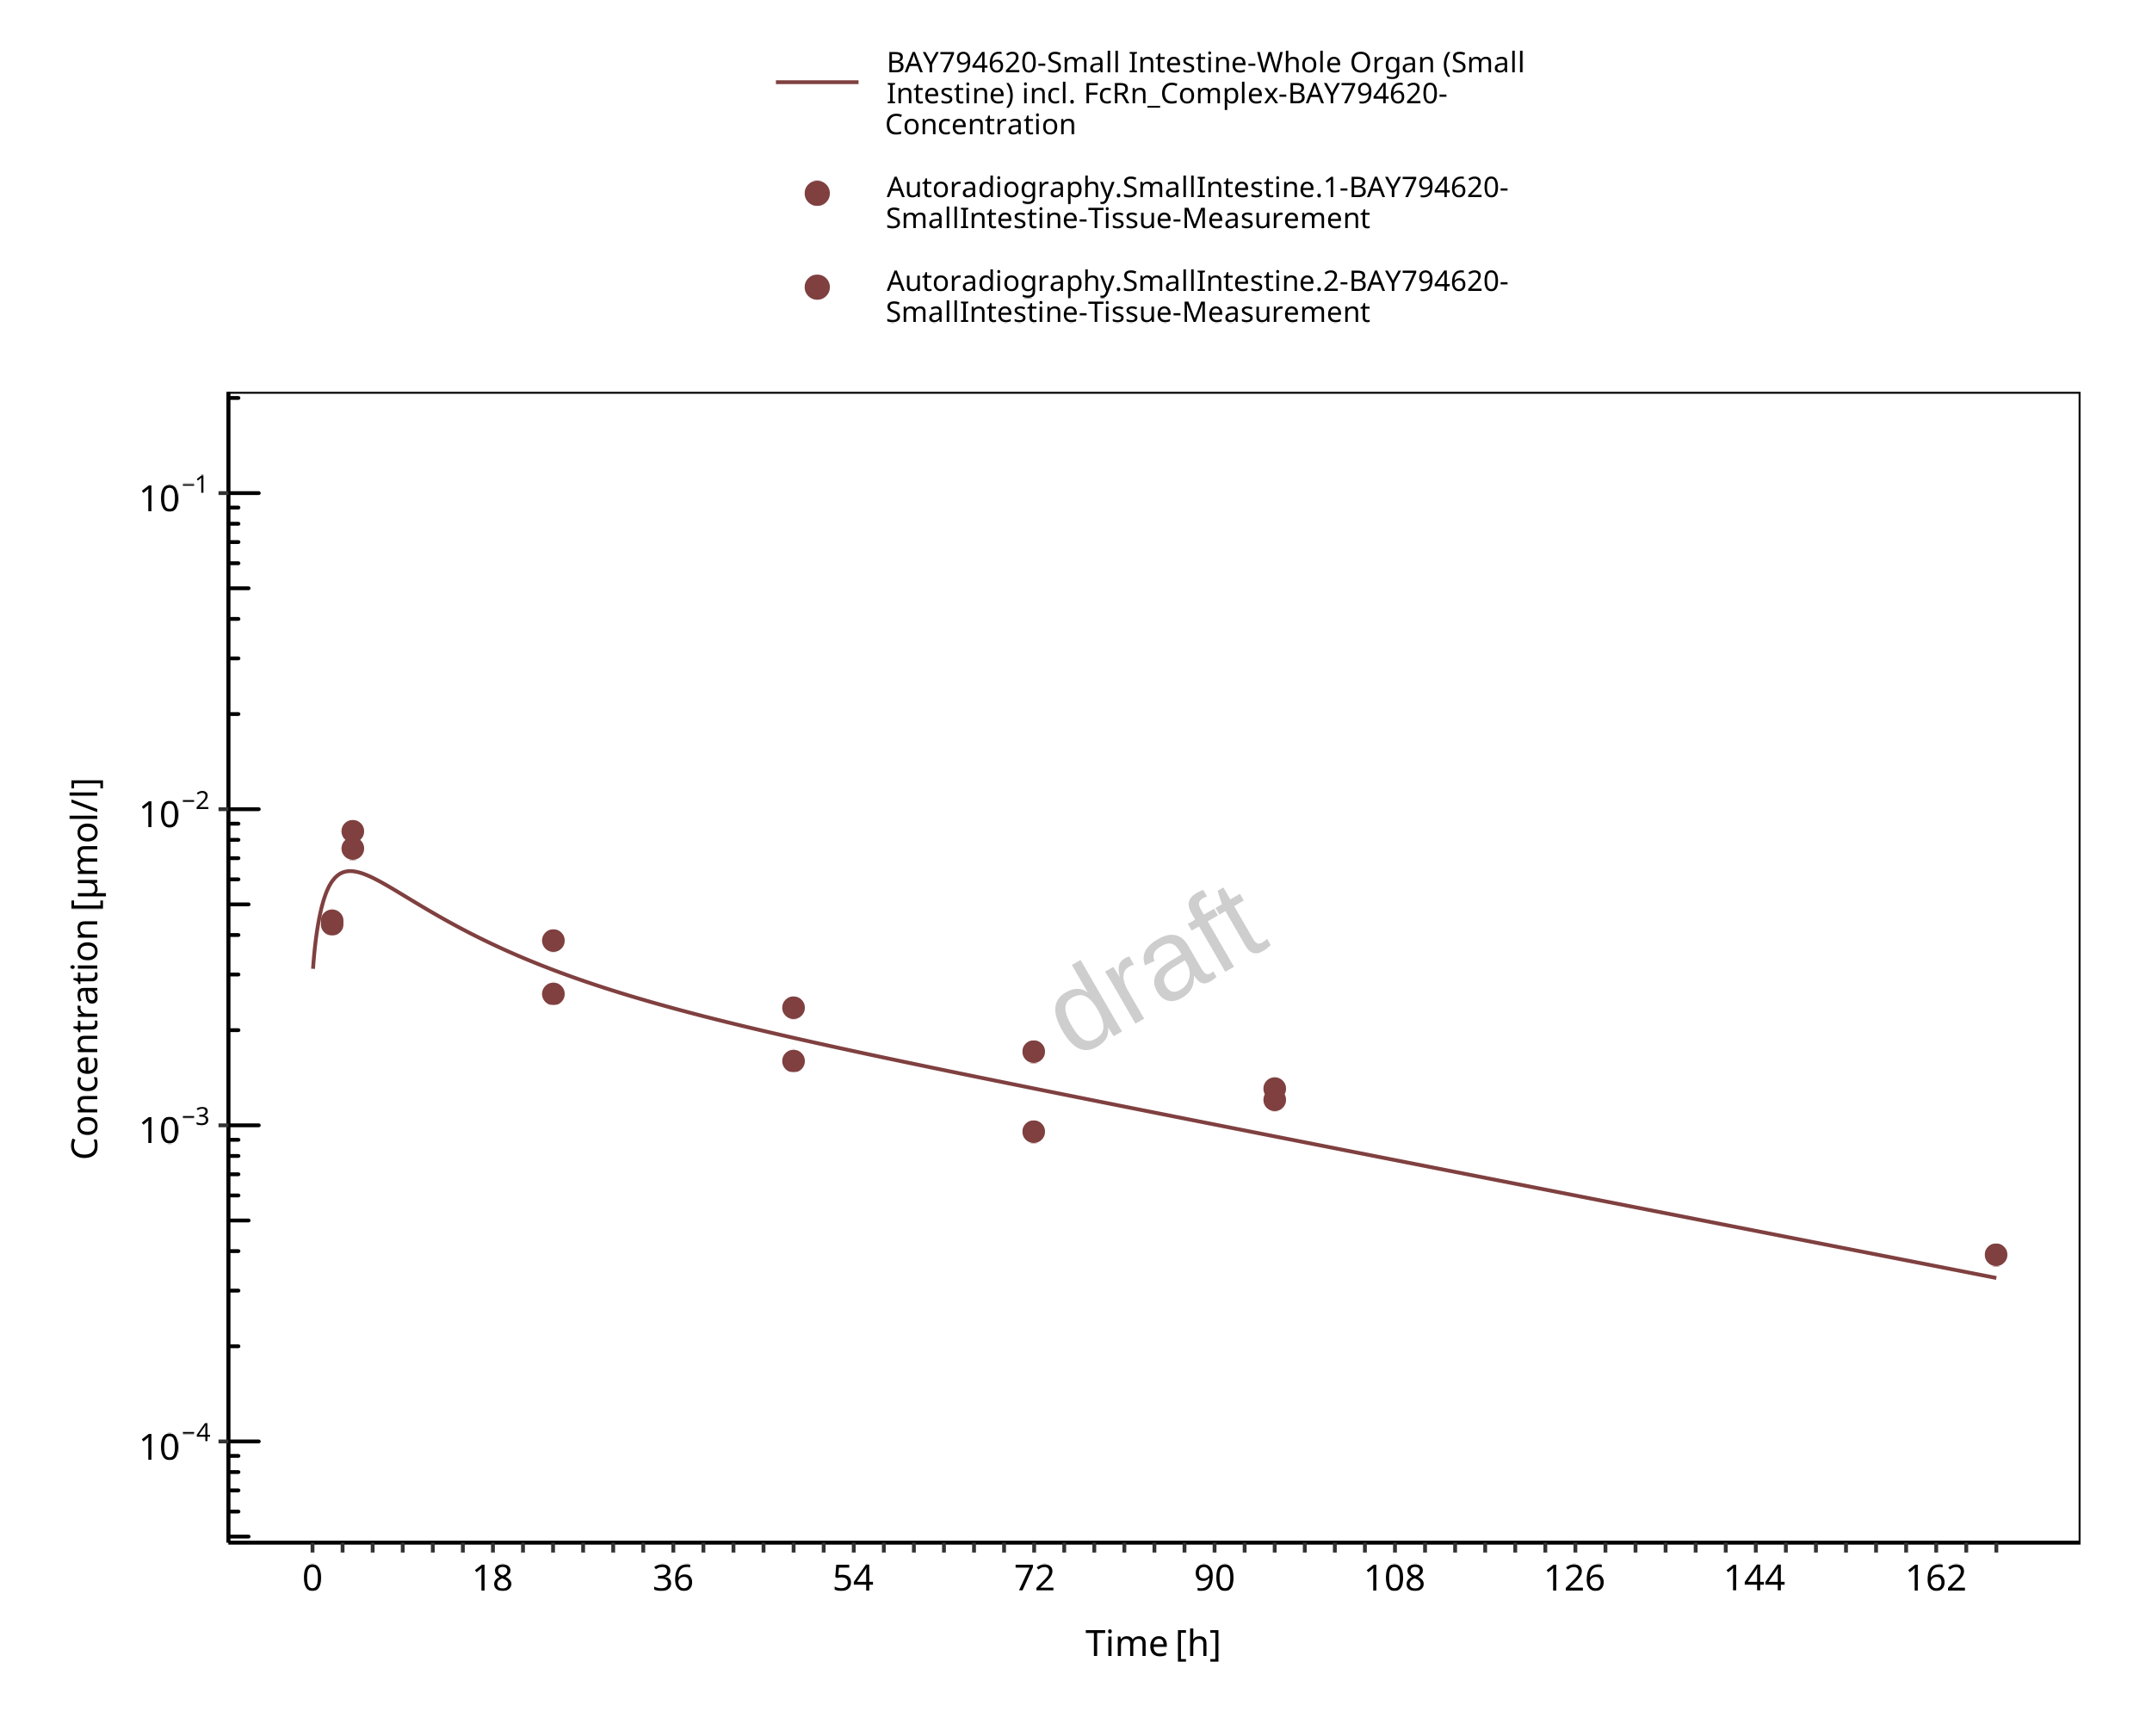 BAY794620-Small Intestine-Whole Organ (Small
Intestine) incl. FcRn_Complex-BAY794620-
Concentration
Autoradiography.SmallIntestine.1-BAY794620-
SmallIntestine-Tissue-Measurement
Autoradiography.SmallIntestine.2-BAY794620-
SmallIntestine-Tissue-Measurement
10⁻¹
10⁻²
10⁻³
10⁻⁴
Concentration [µmol/l]
draft
0 18 36 54 72 90 108 126 144 162
Time [h]